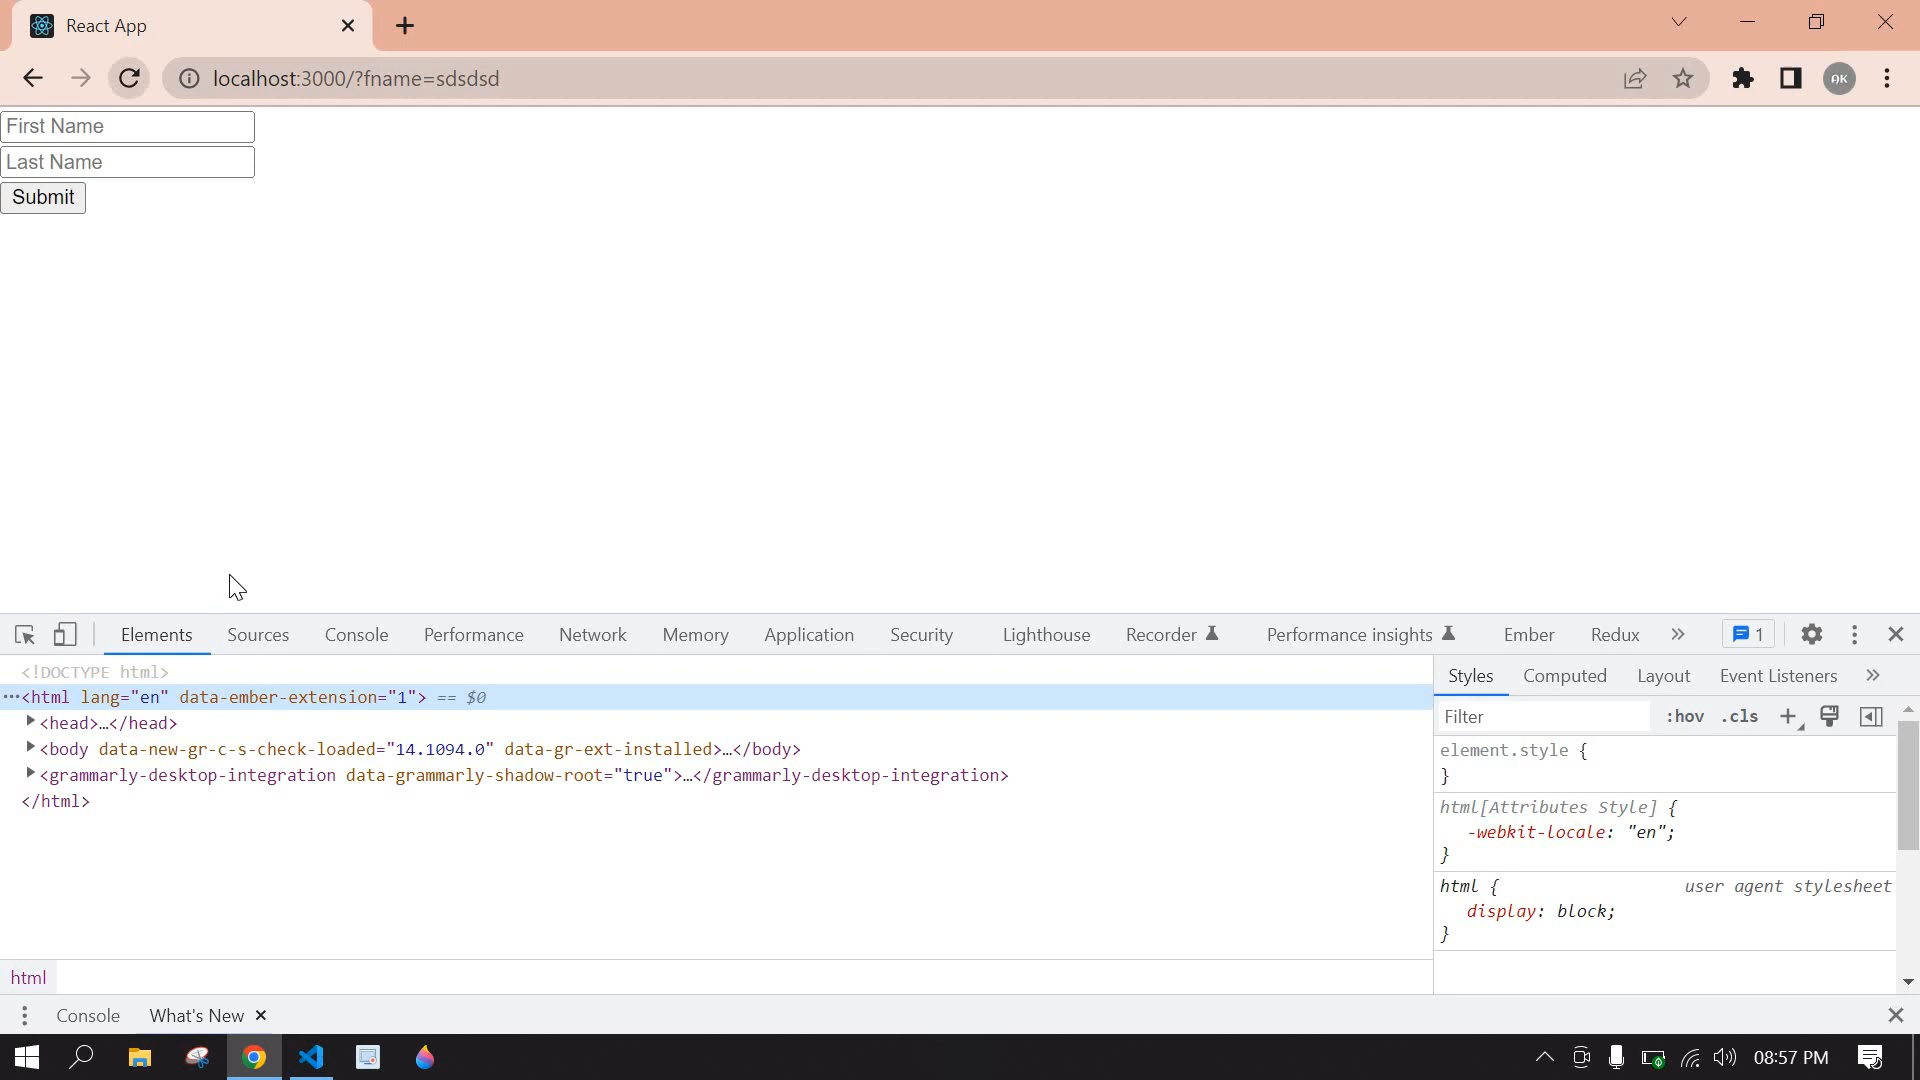 React App
localhost:3000/?fname=sdsdsd
AK
First Name
Last Name
Submit
Elements Sources Console Performance Network Memory Application Security Lighthouse Recorder Performance insights Ember Redux » 1
<!DOCTYPE html>
…<html lang="en" data-ember-extension="1"> == $0
<head>…</head>
<body data-new-gr-c-s-check-loaded="14.1094.0" data-gr-ext-installed>…</body>
<grammarly-desktop-integration data-grammarly-shadow-root="true">…</grammarly-desktop-integration>
</html>
html
Styles Computed Layout Event Listeners »
Filter :hov .cls +
element.style {
}
html[Attributes Style] {
-webkit-locale: "en";
}
html { user agent stylesheet
display: block;
}
Console What's New
08:57 PM